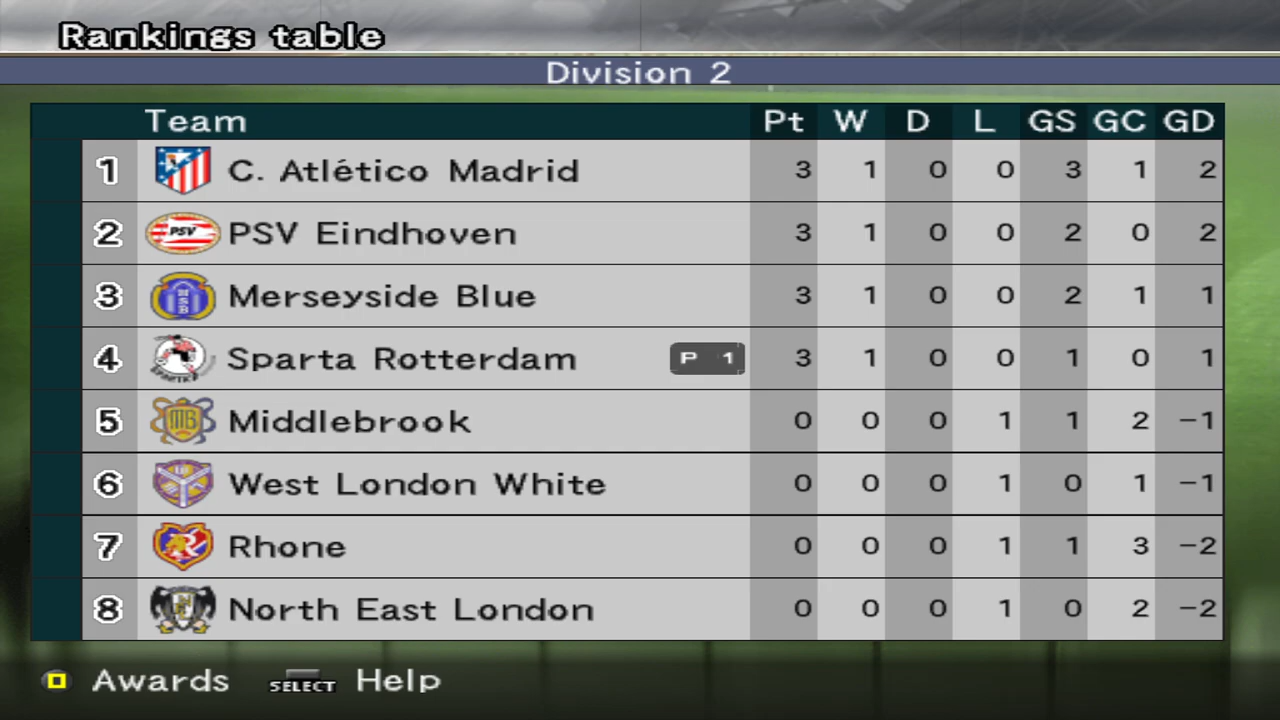 Rankings table
Division 2
Team Pt W D L GS GC GD
1 C. Atlético Madrid 3 1 0 0 3 1 2
2 PSV PSV Eindhoven 3 1 0 0 2 0 2
3 Merseyside Blue 3 1 0 0 2 1 1
4 Sparta Rotterdam P 1 3 1 0 0 1 0 1
5 MB Middlebrook 0 0 0 1 1 2 -1
6 West London White 0 0 0 1 0 1 -1
7 R Rhone 0 0 0 1 1 3 -2
8 North East London 0 0 0 1 0 2 -2
Awards SELECT Help